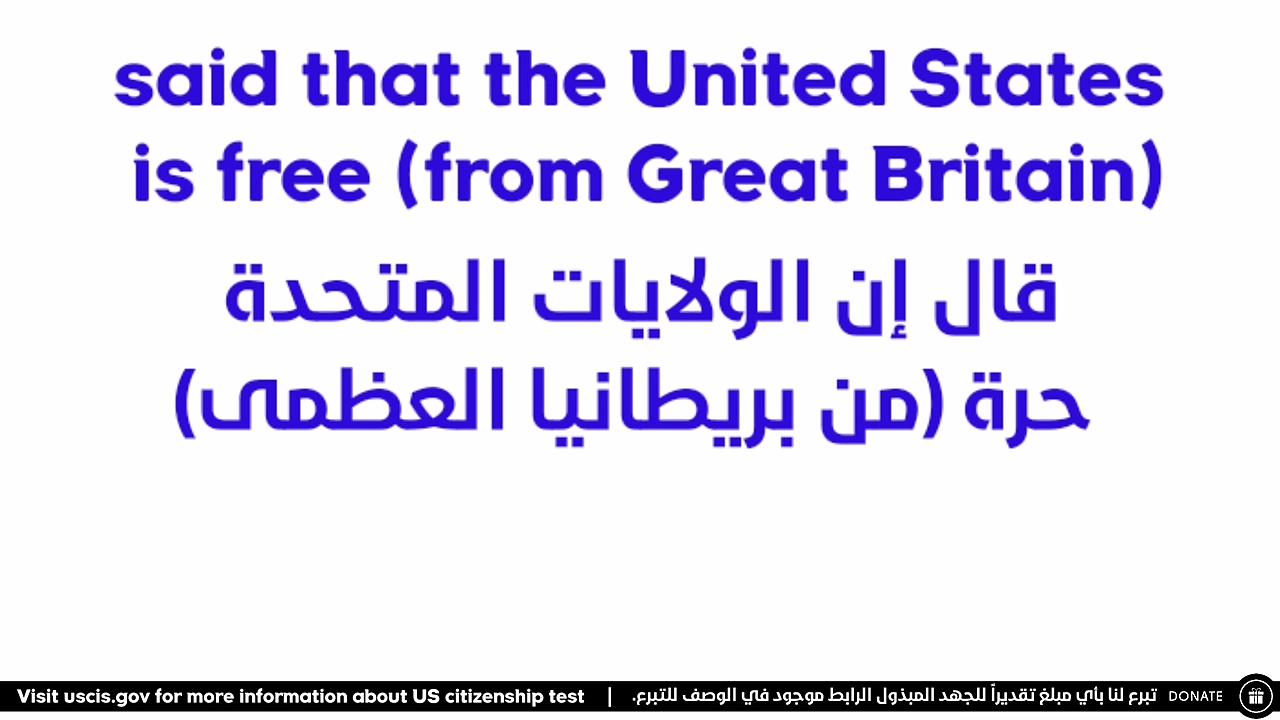 said that the United States
is free (from Great Britain)
قال إن الولايات المتحدة
حرة (من بريطانيا العظمى)
Visit uscis.gov for more information about US citizenship test | تبرع لنا بأي مبلغ تقديراً للجهد المبذول الرابط موجود في الوصف للتبرع. DONATE